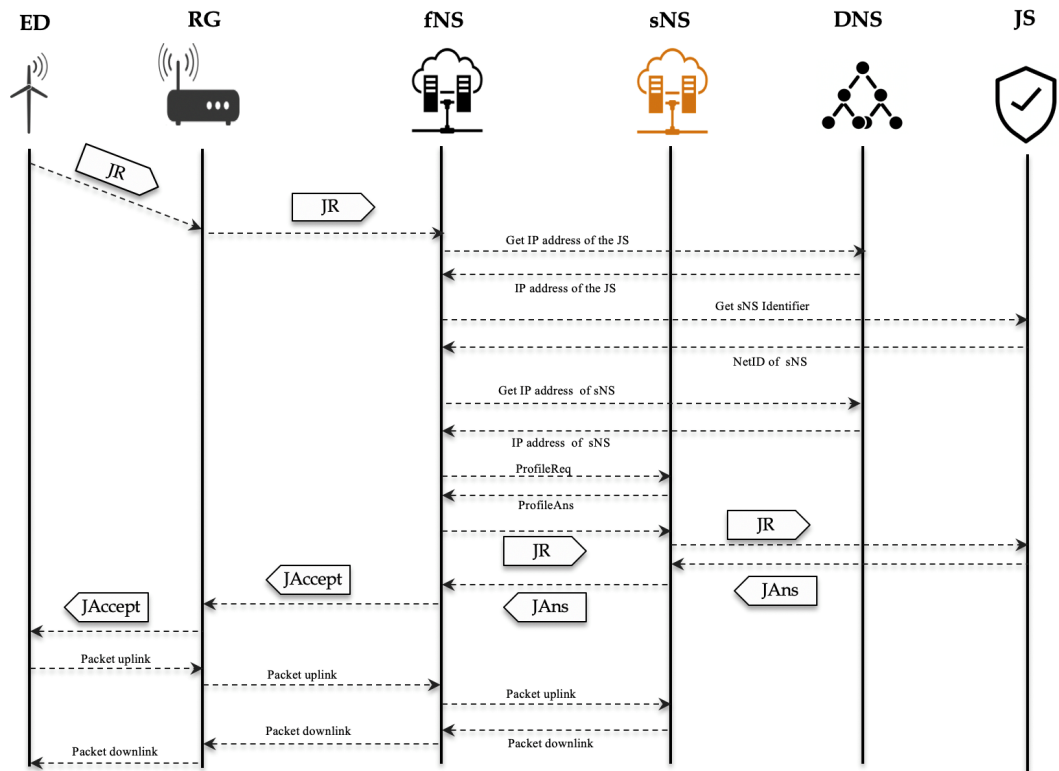 ED RG fNS sNS DNS JS
JR
JR
Get IP address of the JS
IP address of the JS
Get sNS Identifier
NetID of sNS
Get IP address of sNS
IP address of sNS
ProfileReq
ProfileAns
JR
JR
JAccept
JAccept
JAns
JAns
Packet uplink
Packet uplink
Packet uplink
Packet downlink
Packet downlink
Packet downlink